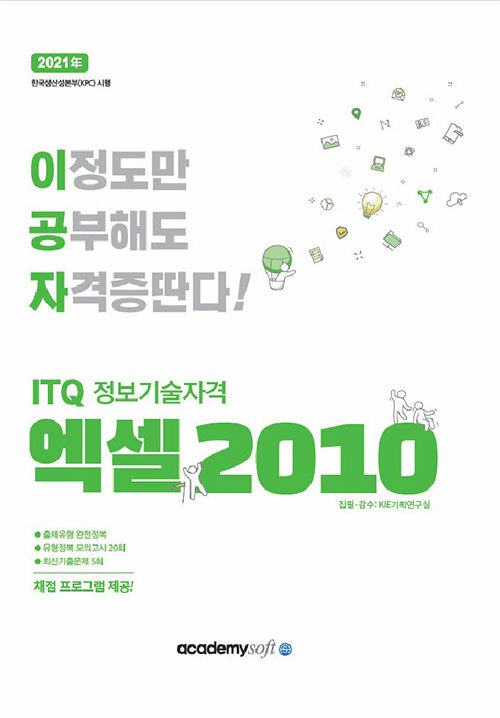 2021年
한국생산성본부(KPC) 시행
이정도만
공부해도
자격증딴다!
ITQ 정보기술자격
엑셀 2010
집필·감수: KIE기획연구실
● 출제유형 완전정복
● 유형정복 모의고사 20회
● 최신기출문제 5회
채점 프로그램 제공!
academysoft